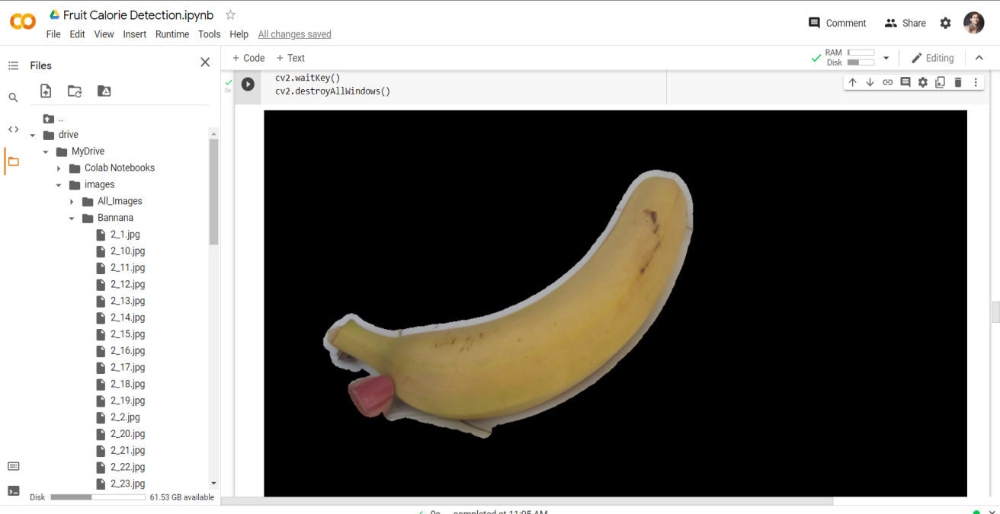 Fruit Calorie Detection.ipynb
File Edit View Insert Runtime Tools Help All changes saved
Comment Share
Files
+ Code + Text
RAM
Disk
Editing
cv2.waitKey()
cv2.destroyAllWindows()
0s
..
drive
MyDrive
Colab Notebooks
images
All_Images
Bannana
2_1.jpg
2_10.jpg
2_11.jpg
2_12.jpg
2_13.jpg
2_14.jpg
2_15.jpg
2_16.jpg
2_17.jpg
2_18.jpg
2_19.jpg
2_2.jpg
2_20.jpg
2_21.jpg
2_22.jpg
2_23.jpg
Disk 61.53 GB available
0s completed at 11:05 AM